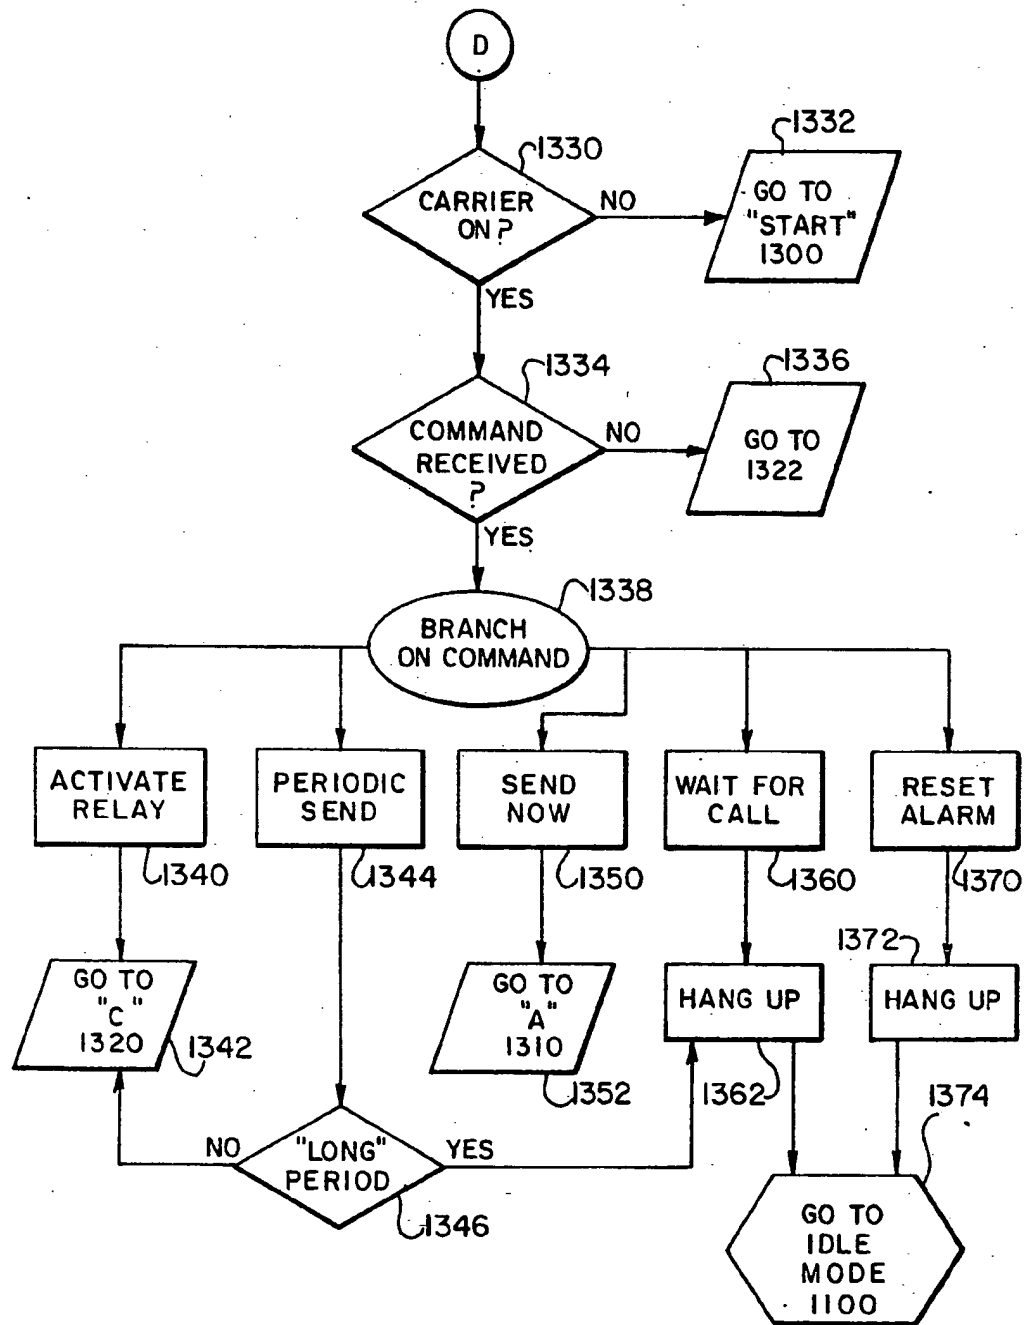 D
1330
1332
CARRIER
ON?
NO
GO TO
"START"
1300
YES
1334
1336
COMMAND
RECEIVED
?
NO
GO TO
1322
YES
1338
BRANCH
ON COMMAND
ACTIVATE
RELAY
1340
PERIODIC
SEND
1344
SEND
NOW
1350
WAIT FOR
CALL
1360
RESET
ALARM
1370
1372
GO TO
"C"
1320
1342
GO TO
"A"
1310
1352
HANG UP
1362
HANG UP
1374
NO
"LONG"
PERIOD
YES
1346
GO TO
IDLE
MODE
1100